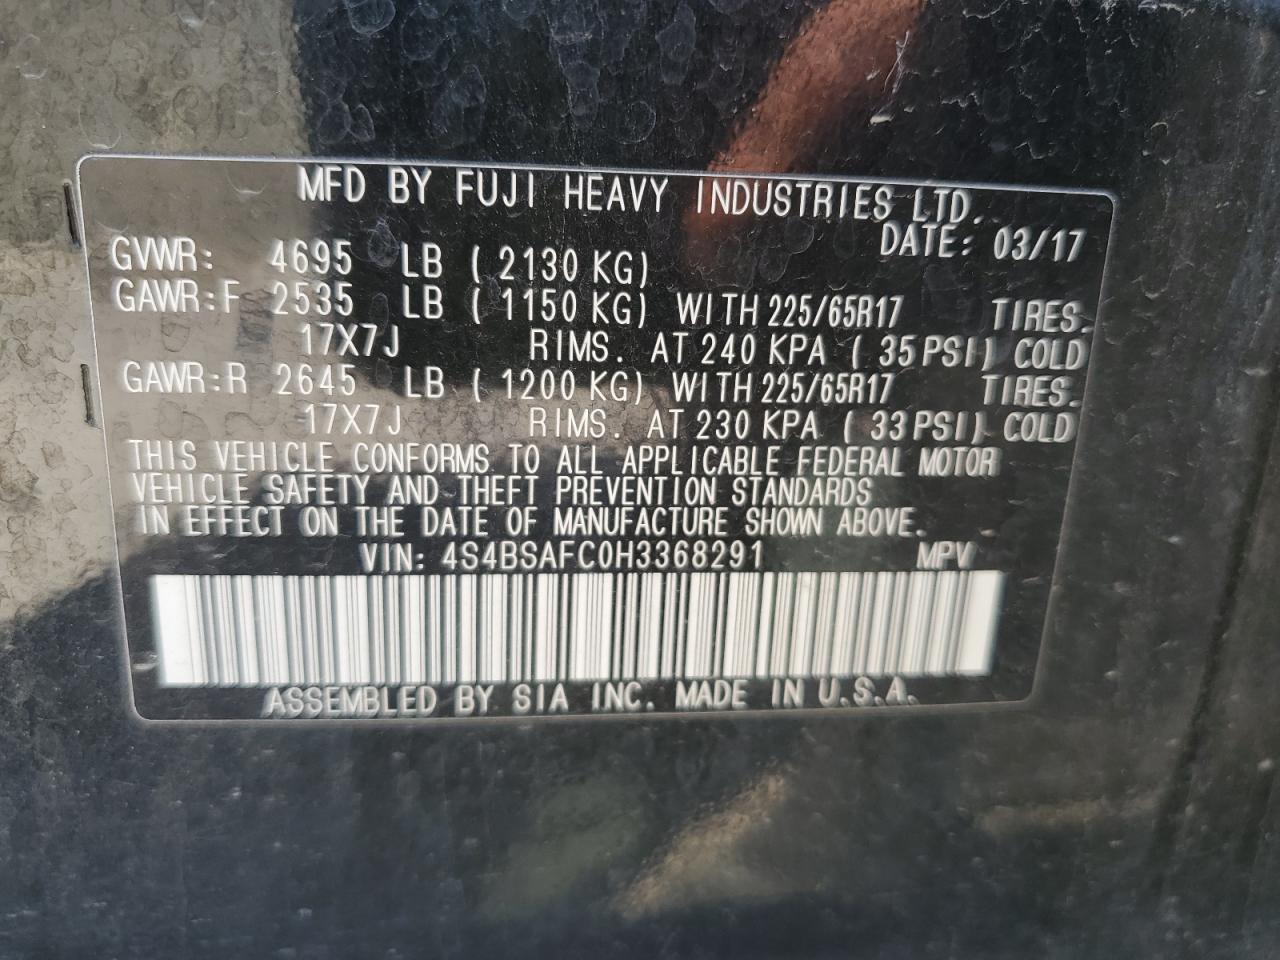 MFD BY FUJI HEAVY INDUSTRIES LTD.
DATE: 03/17
GVWR: 4695 LB ( 2130 KG)
GAWR:F 2535 LB ( 1150 KG) WITH 225/65R17 TIRES.
17X7J RIMS. AT 240 KPA ( 35 PSI) COLD
GAWR:R 2645 LB ( 1200 KG) WITH 225/65R17 TIRES.
17X7J RIMS. AT 230 KPA ( 33 PSI) COLD
THIS VEHICLE CONFORMS TO ALL APPLICABLE FEDERAL MOTOR
VEHICLE SAFETY AND THEFT PREVENTION STANDARDS
IN EFFECT ON THE DATE OF MANUFACTURE SHOWN ABOVE.
VIN: 4S4BSAFC0H3368291 MPV
ASSEMBLED BY SIA INC. MADE IN U.S.A.